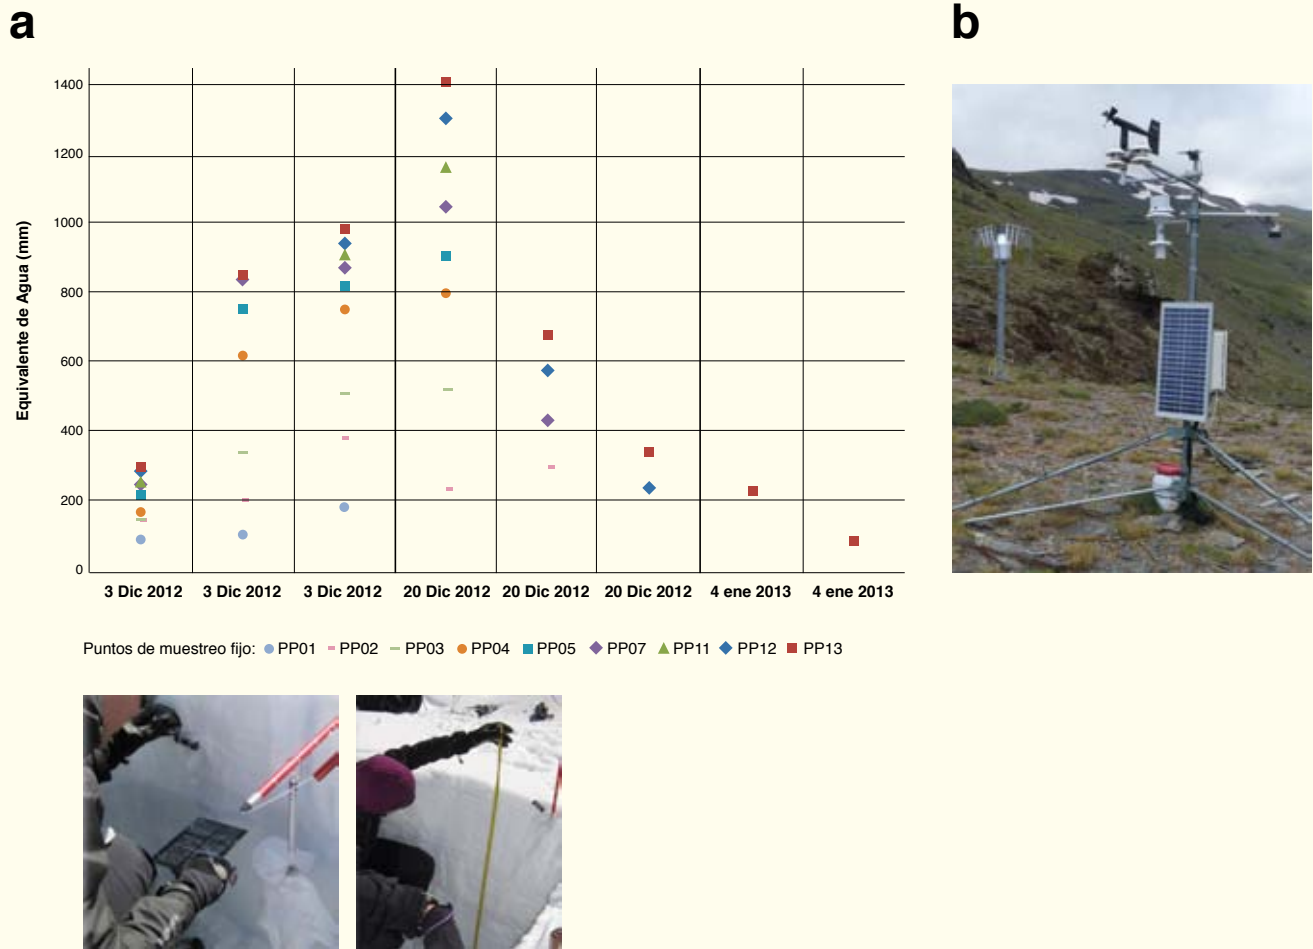 a
b
Equivalente de Agua (mm)
1400
1200
1000
800
600
400
200
0
3 Dic 2012 3 Dic 2012 3 Dic 2012 20 Dic 2012 20 Dic 2012 20 Dic 2012 4 ene 2013 4 ene 2013
Puntos de muestreo fijo: PP01 PP02 PP03 PP04 PP05 PP07 PP11 PP12 PP13